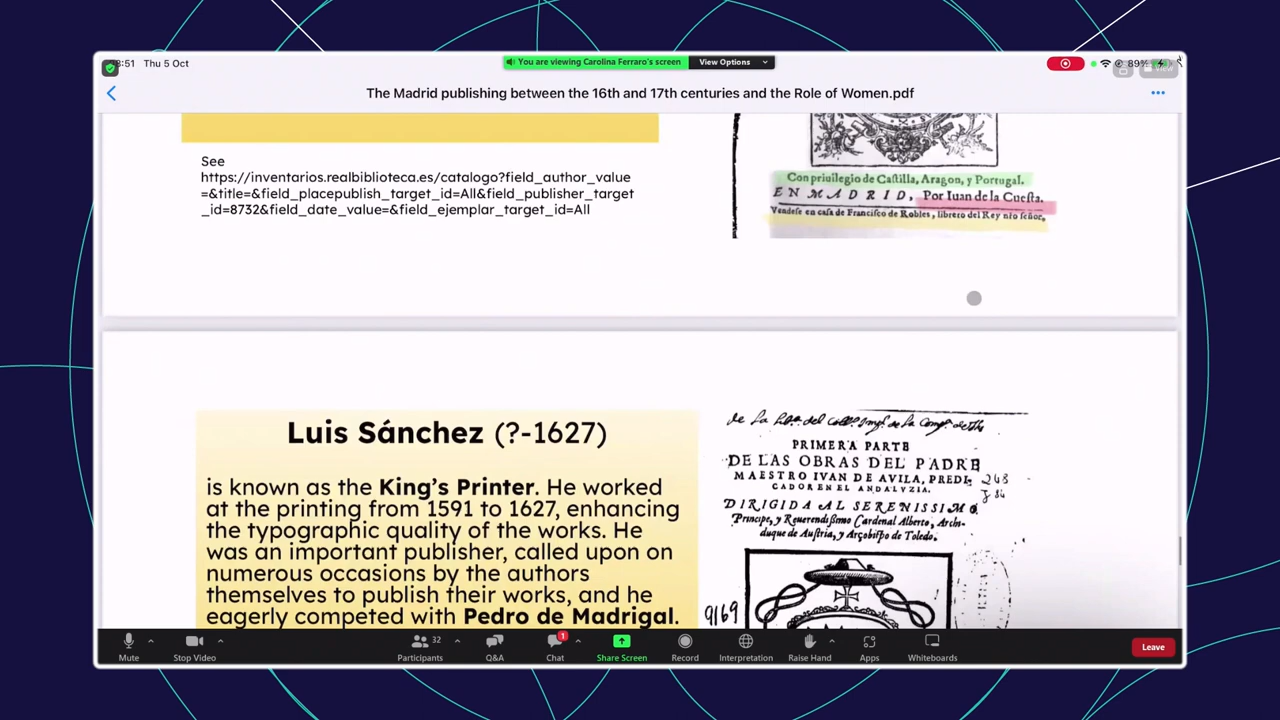 :51 Thu 5 Oct
You are viewing Carolina Ferraro's screen
View Options
89%
View
The Madrid publishing between the 16th and 17th centuries and the Role of Women.pdf
See
https://inventarios.realbiblioteca.es/catalogo?field_author_value
=&title=&field_placepublish_target_id=All&field_publisher_target
_id=8732&field_date_value=&field_ejemplar_target_id=All
Con priuilegio de Castilla, Aragon, y Portugal.
EN MADRID, Por Iuan de la Cuesta.
Vendese en casa de Francisco de Robles, librero del Rey nro señor.
Luis Sánchez (?-1627)
is known as the King's Printer. He worked
at the printing from 1591 to 1627, enhancing
the typographic quality of the works. He
was an important publisher, called upon on
numerous occasions by the authors
themselves to publish their works, and he
eagerly competed with Pedro de Madrigal.
de la
PRIMERA PARTE
DE LAS OBRAS DEL PADRE
MAESTRO IVAN DE AVILA, PREDI-
CADOR EN EL ANDALVZIA.
DIRIGIDA AL SERENISSIMO
Principe, y Reuerendissimo Cardenal Alberto, Archi-
duque de Austria, y Arçobispo de Toledo.
9169
Mute
Stop Video
Participants
32
Q&A
Chat
1
Share Screen
Record
Interpretation
Raise Hand
Apps
Whiteboards
Leave